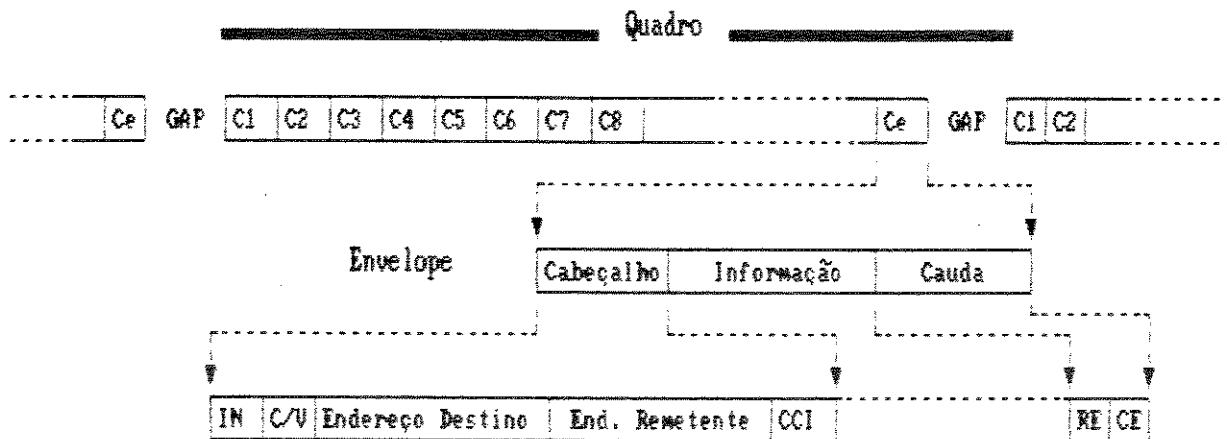 Quadro
Ce GAP C1 C2 C3 C4 C5 C6 C7 C8 Ce GAP C1 C2
Envelope Cabeçalho Informação Cauda
IN C/V Endereço Destino End. Remetente CCI RE CE